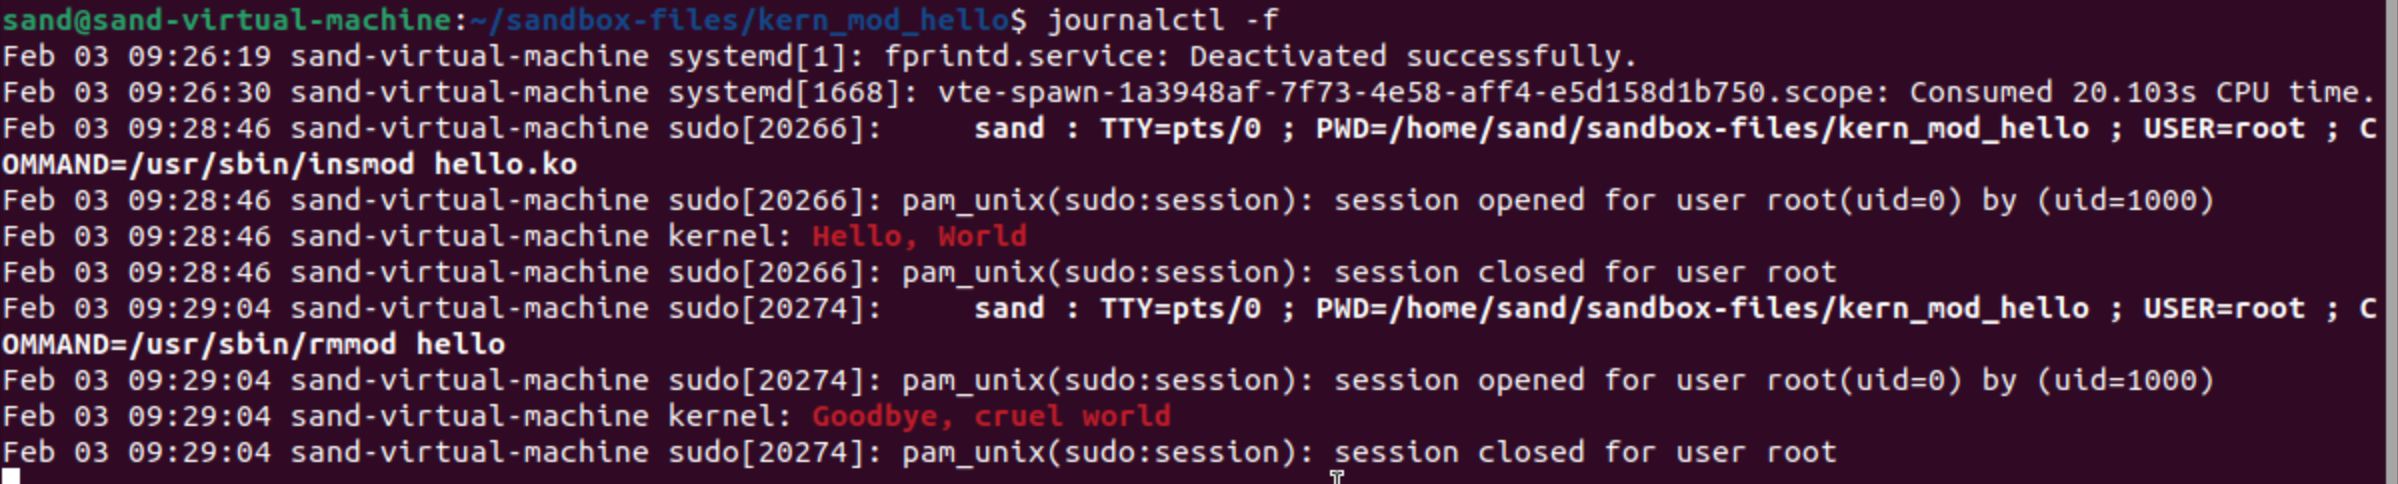 sand@sand-virtual-machine:~/sandbox-files/kern_mod_hello$ journalctl -f
Feb 03 09:26:19 sand-virtual-machine systemd[1]: fprintd.service: Deactivated successfully.
Feb 03 09:26:30 sand-virtual-machine systemd[1668]: vte-spawn-1a3948af-7f73-4e58-aff4-e5d158d1b750.scope: Consumed 20.103s CPU time.
Feb 03 09:28:46 sand-virtual-machine sudo[20266]:     sand : TTY=pts/0 ; PWD=/home/sand/sandbox-files/kern_mod_hello ; USER=root ; C
OMMAND=/usr/sbin/insmod hello.ko
Feb 03 09:28:46 sand-virtual-machine sudo[20266]: pam_unix(sudo:session): session opened for user root(uid=0) by (uid=1000)
Feb 03 09:28:46 sand-virtual-machine kernel: Hello, World
Feb 03 09:28:46 sand-virtual-machine sudo[20266]: pam_unix(sudo:session): session closed for user root
Feb 03 09:29:04 sand-virtual-machine sudo[20274]:     sand : TTY=pts/0 ; PWD=/home/sand/sandbox-files/kern_mod_hello ; USER=root ; C
OMMAND=/usr/sbin/rmmod hello
Feb 03 09:29:04 sand-virtual-machine sudo[20274]: pam_unix(sudo:session): session opened for user root(uid=0) by (uid=1000)
Feb 03 09:29:04 sand-virtual-machine kernel: Goodbye, cruel world
Feb 03 09:29:04 sand-virtual-machine sudo[20274]: pam_unix(sudo:session): session closed for user root